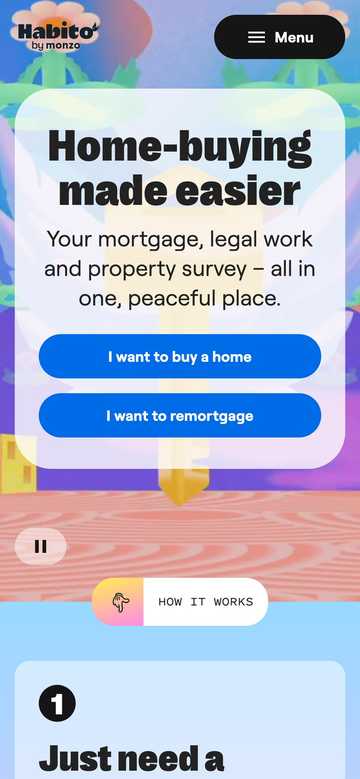 Habito
by monzo
Menu
Home-buying
made easier
Your mortgage, legal work
and property survey – all in
one, peaceful place.
I want to buy a home
I want to remortgage
HOW IT WORKS
1
Just need a